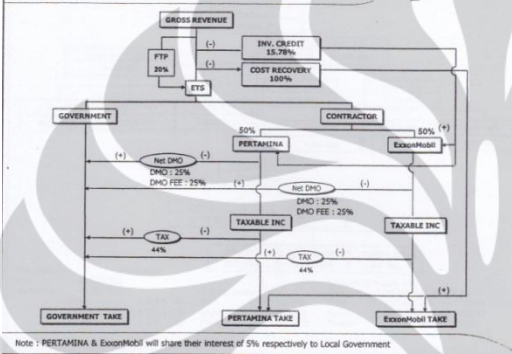 GROSS REVENUE
(-)
INV. CREDIT
15.78%
FTP
20%
(-)
COST RECOVERY
100%
ETS
GOVERNMENT
CONTRACTOR
50%
50%
(+)
PERTAMINA
ExxonMobil
(+)
Net DMO
(-)
DMO : 25%
DMO FEE : 25%
(+)
Net DMO
(-)
DMO : 25%
DMO FEE : 25%
TAXABLE INC
TAXABLE INC
(+)
TAX
(-)
44%
(+)
TAX
(-)
44%
(+)
GOVERNMENT TAKE
PERTAMINA TAKE
ExxonMobil TAKE
Note : PERTAMINA & ExxonMobil will share their interest of 5% respectively to Local Government